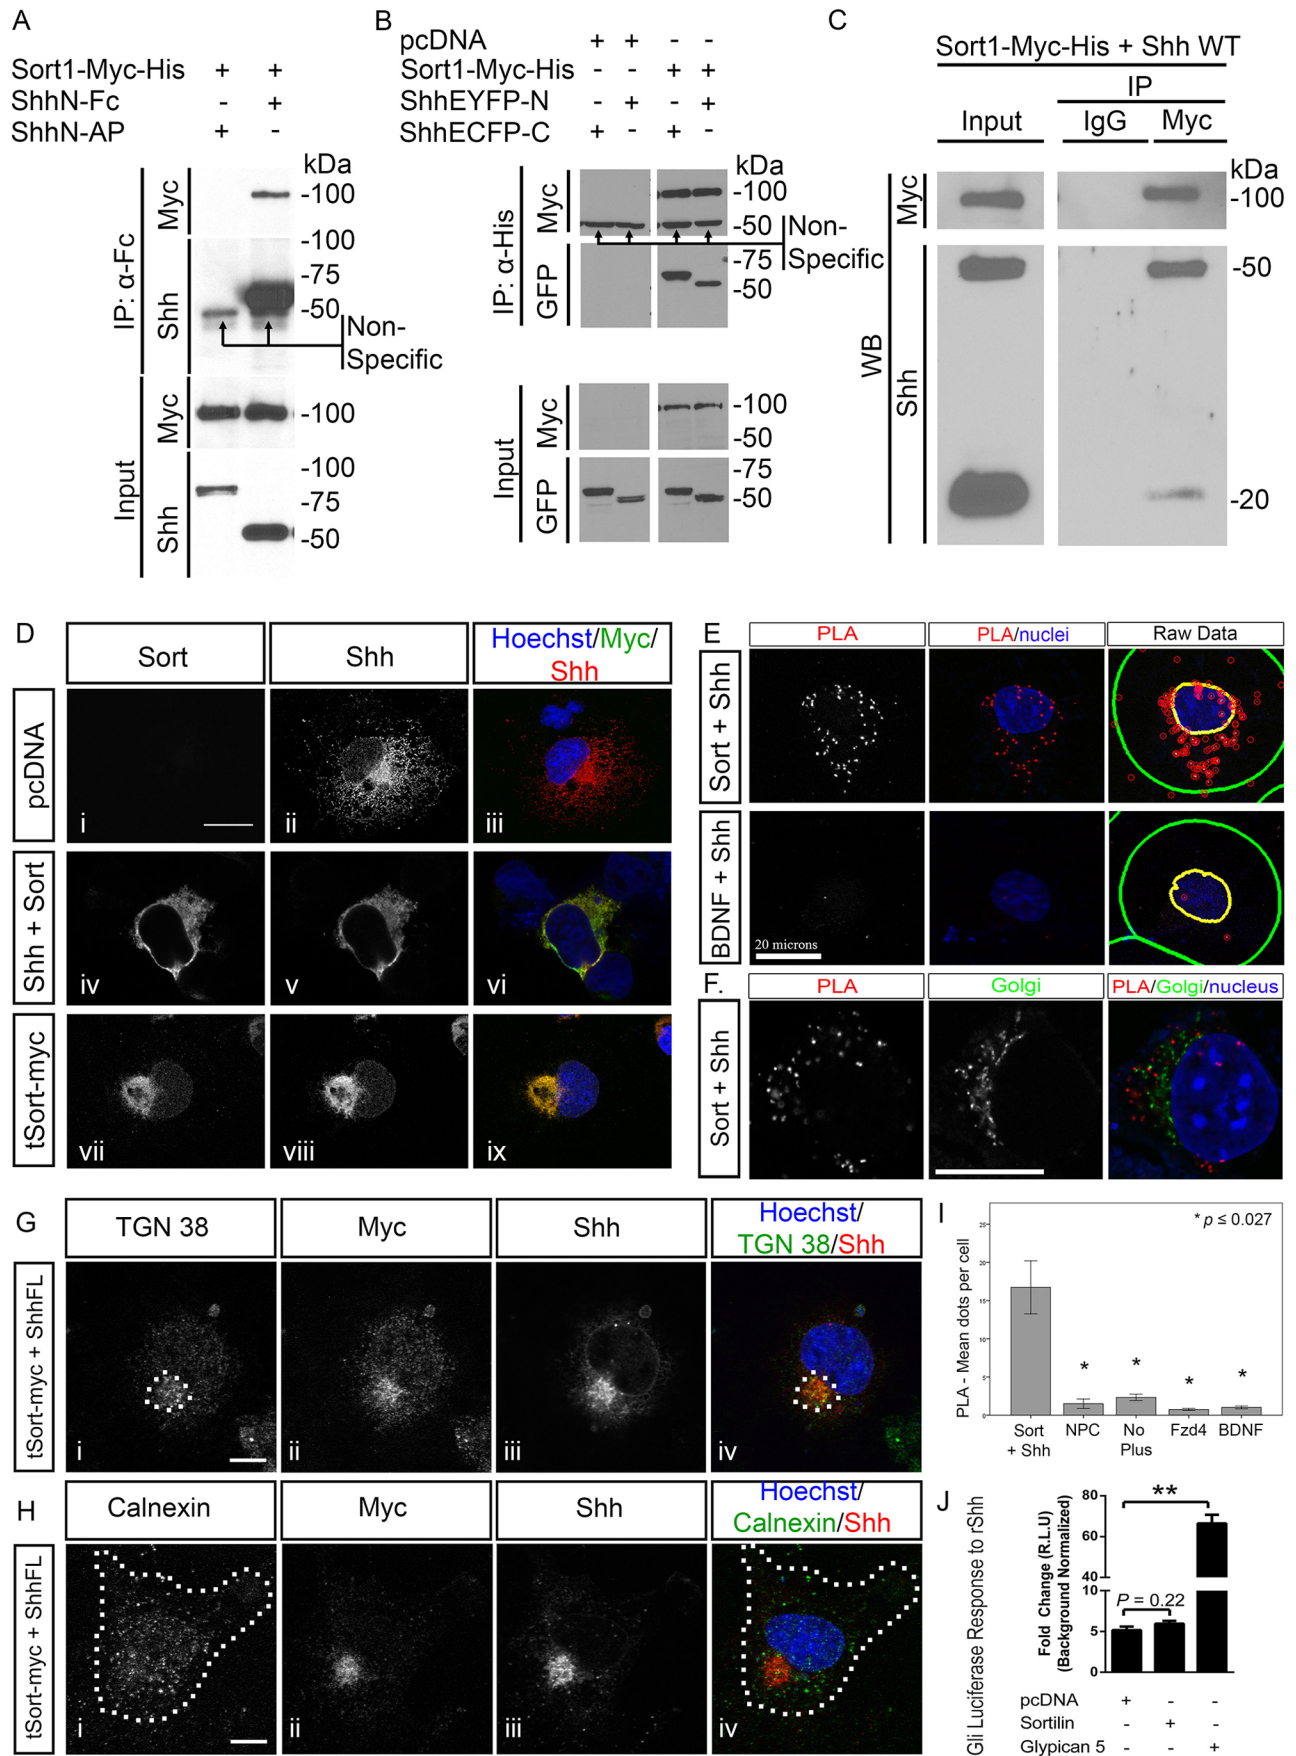 A
Sort1-Myc-His + +
ShhN-Fc - +
ShhN-AP + -
kDa
IP: α-Fc
Myc
-100
Shh
-100
-75
-50
Non-
Specific
Input
Myc
-100
Shh
-100
-75
-50
B
pcDNA + + - -
Sort1-Myc-His - - + +
ShhEYFP-N - + - +
ShhECFP-C + - + -
kDa
IP: α-His
Myc
-100
-50
Non-
Specific
GFP
-75
-50
Input
Myc
-100
-50
GFP
-75
-50
C
Sort1-Myc-His + Shh WT
IP
Input IgG Myc
kDa
WB
Myc
-100
Shh
-50
-20
D
Sort Shh Hoechst/Myc/
Shh
pcDNA
i ii iii
Shh + Sort
iv v vi
tSort-myc
vii viii ix
E
PLA PLA/nuclei Raw Data
Sort + Shh
BDNF + Shh
20 microns
F.
PLA Golgi PLA/Golgi/nucleus
Sort + Shh
G
TGN 38 Myc Shh Hoechst/
TGN 38/Shh
tSort-myc + ShhFL
i ii iii iv
H
Calnexin Myc Shh Hoechst/
Calnexin/Shh
tSort-myc + ShhFL
i ii iii iv
I
* p ≤ 0.027
PLA - Mean dots per cell
25
20
15
10
5
0
* * * *
Sort
+ Shh
NPC
No
Plus
Fzd4
BDNF
J
Gli Luciferase Response to rShh
Fold Change (R.L.U)
(Background Normalized)
80
60
40
10
5
0
**
P = 0.22
pcDNA + - -
Sortilin - + -
Glypican 5 - - +